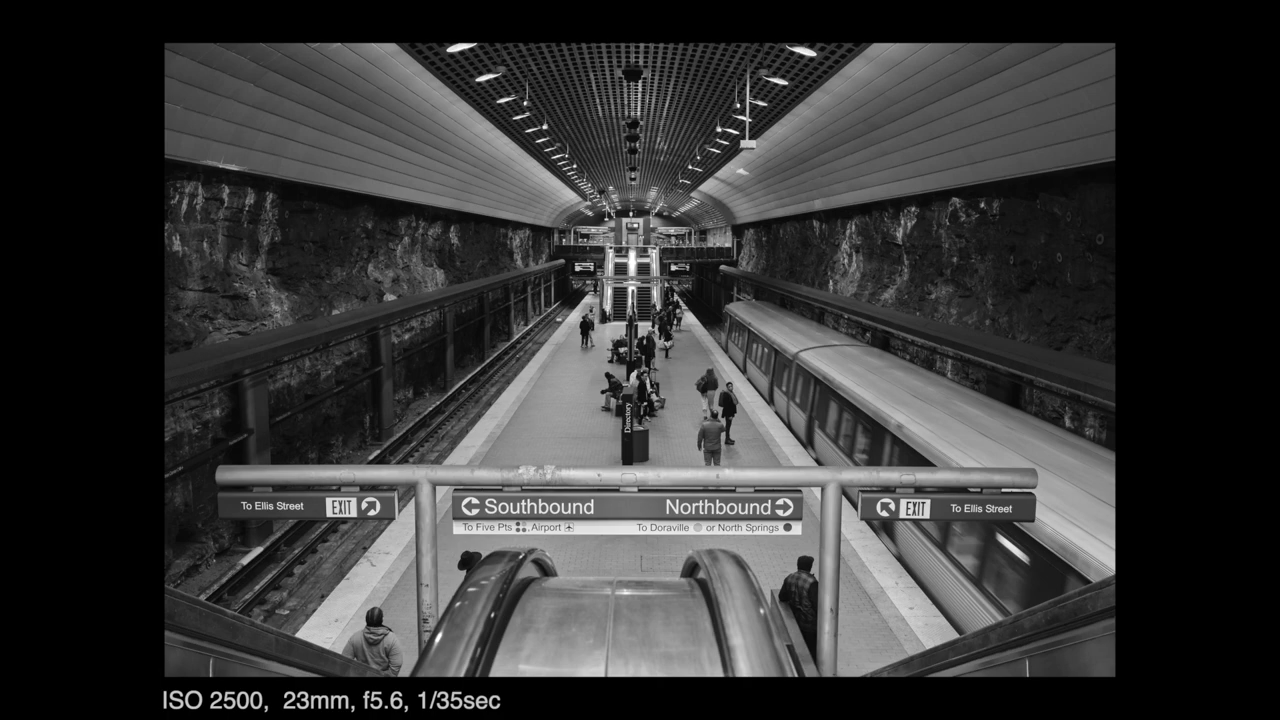 To Ellis Street EXIT
Southbound Northbound
To Five Pts Airport To Doraville or North Springs
EXIT To Ellis Street
Directory
ISO 2500, 23mm, f5.6, 1/35sec